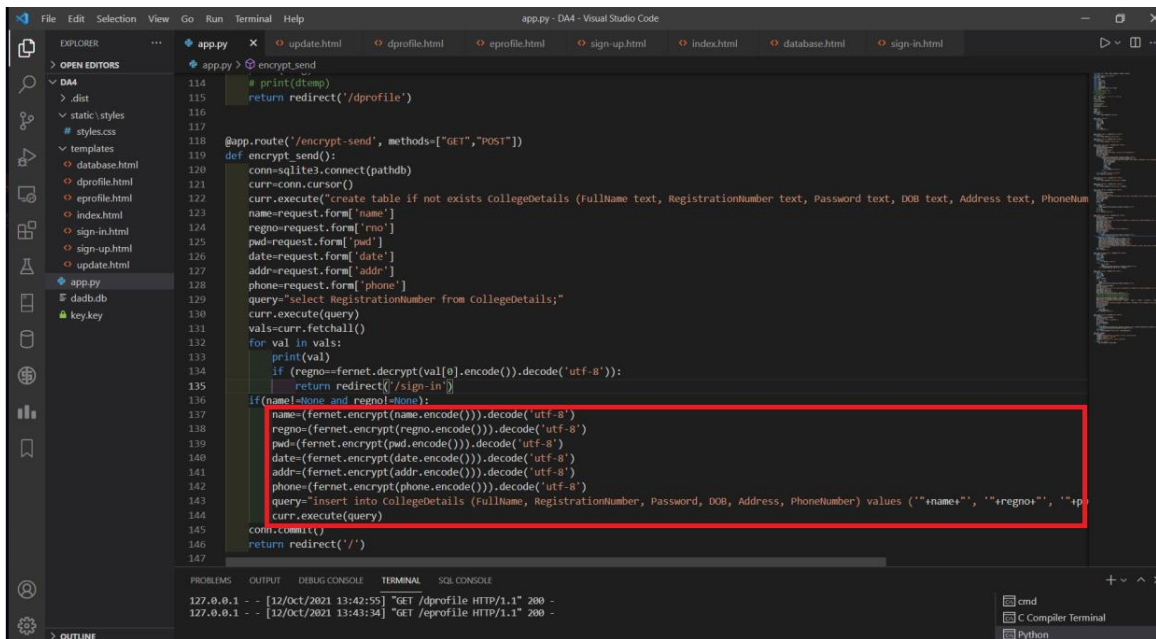 File Edit Selection View Go Run Terminal Help app.py - DA4 - Visual Studio Code
EXPLORER
app.py update.html dprofile.html eprofile.html sign-up.html index.html database.html sign-in.html
OPEN EDITORS
app.py > encrypt_send
DA4
.dist
static\styles
styles.css
templates
database.html
dprofile.html
eprofile.html
index.html
sign-in.html
sign-up.html
update.html
app.py
dadb.db
key.key
OUTLINE
114 # print(dtemp)
115 return redirect('/dprofile')
116
117
118 @app.route('/encrypt-send', methods=["GET","POST"])
119 def encrypt_send():
120 conn=sqlite3.connect(pathdb)
121 curr=conn.cursor()
122 curr.execute("create table if not exists CollegeDetails (FullName text, RegistrationNumber text, Password text, DOB text, Address text, PhoneNum
123 name=request.form['name']
124 regno=request.form['rno']
125 pwd=request.form['pwd']
126 date=request.form['date']
127 addr=request.form['addr']
128 phone=request.form['phone']
129 query="select RegistrationNumber from CollegeDetails;"
130 curr.execute(query)
131 vals=curr.fetchall()
132 for val in vals:
133 print(val)
134 if (regno==fernet.decrypt(val[0].encode()).decode('utf-8')):
135 return redirect('/sign-in')
136 if(name!=None and regno!=None):
137 name=(fernet.encrypt(name.encode())).decode('utf-8')
138 regno=(fernet.encrypt(regno.encode())).decode('utf-8')
139 pwd=(fernet.encrypt(pwd.encode())).decode('utf-8')
140 date=(fernet.encrypt(date.encode())).decode('utf-8')
141 addr=(fernet.encrypt(addr.encode())).decode('utf-8')
142 phone=(fernet.encrypt(phone.encode())).decode('utf-8')
143 query="insert into CollegeDetails (FullName, RegistrationNumber, Password, DOB, Address, PhoneNumber) values ('"+name+"', '"+regno+"', '"+p
144 curr.execute(query)
145 conn.commit()
146 return redirect('/')
147
PROBLEMS OUTPUT DEBUG CONSOLE TERMINAL SQL CONSOLE
127.0.0.1 - - [12/Oct/2021 13:42:55] "GET /dprofile HTTP/1.1" 200 -
127.0.0.1 - - [12/Oct/2021 13:43:34] "GET /eprofile HTTP/1.1" 200 -
cmd
C Compiler Terminal
Python